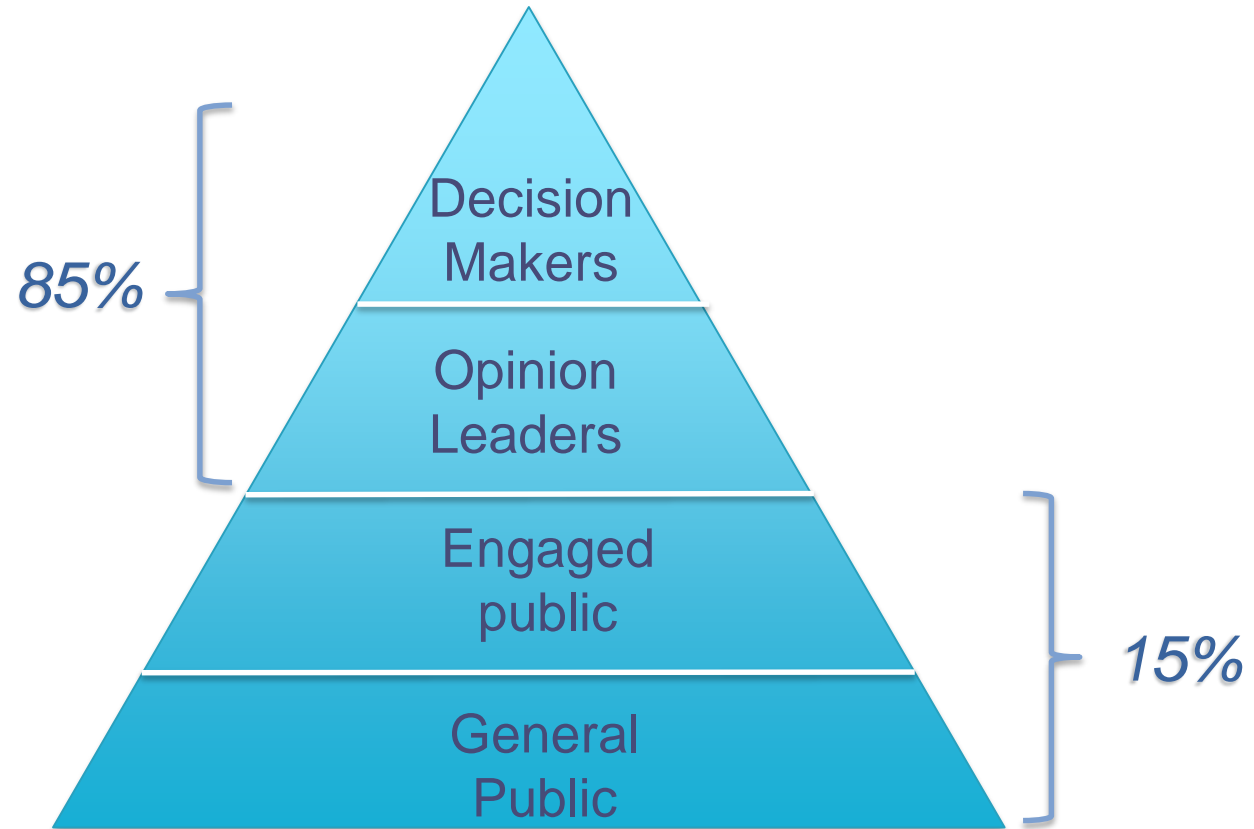 Decision
Makers
85%
Opinion
Leaders
Engaged
public
15%
General
Public